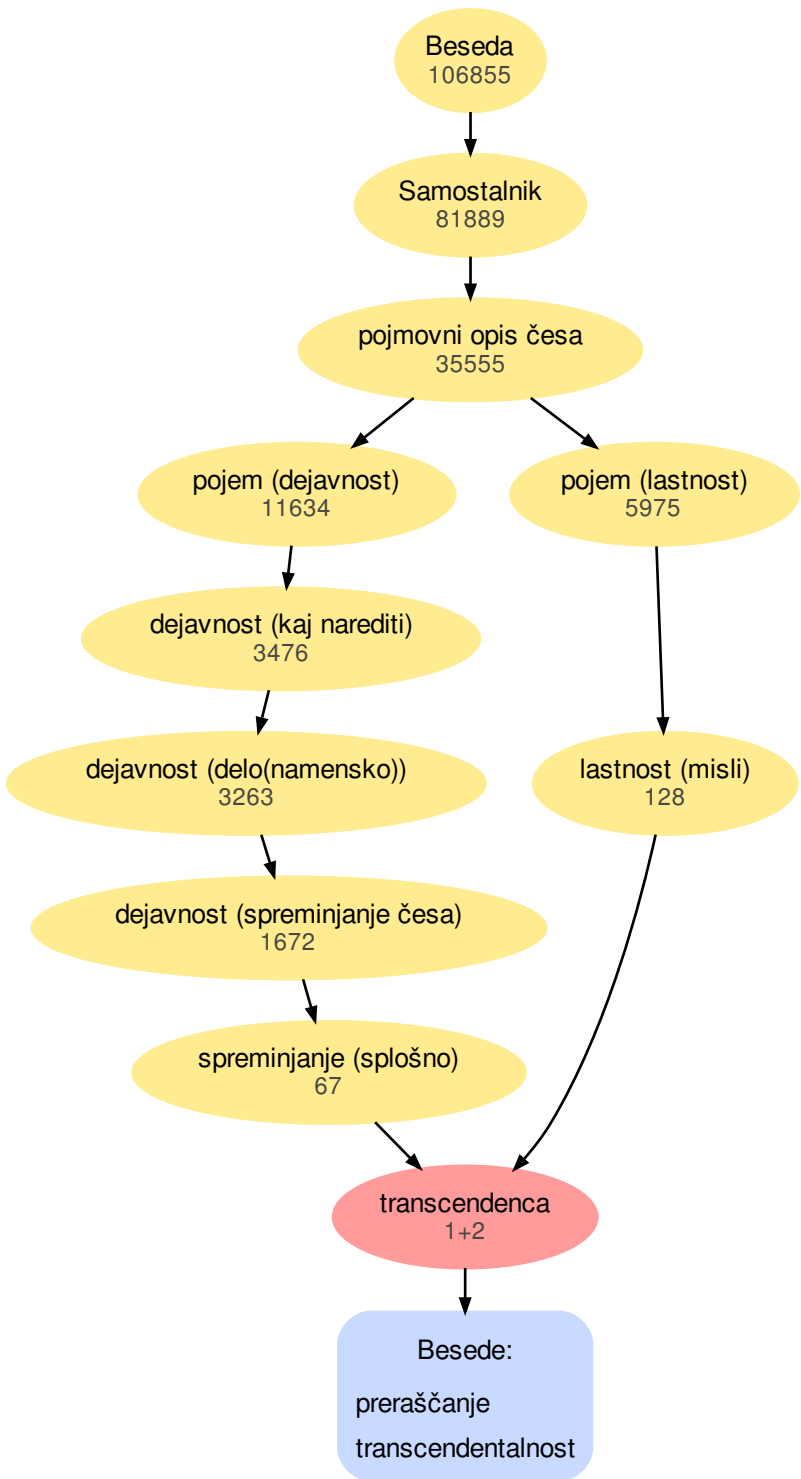 Beseda
106855
Samostalnik
81889
pojmovni opis česa
35555
pojem (dejavnost)
11634
pojem (lastnost)
5975
dejavnost (kaj narediti)
3476
dejavnost (delo(namensko))
3263
lastnost (misli)
128
dejavnost (spreminjanje česa)
1672
spreminjanje (splošno)
67
transcendenca
1+2
Besede:
preraščanje
transcendentalnost